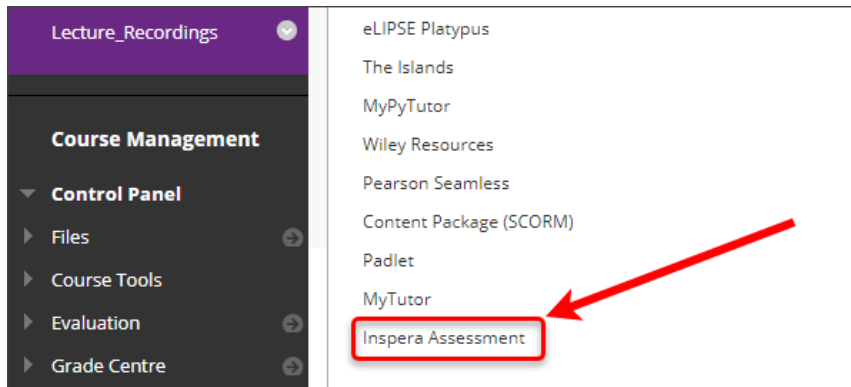 Lecture_Recordings
Course Management
Control Panel
Files
Course Tools
Evaluation
Grade Centre
eLIPSE Platypus
The Islands
MyPyTutor
Wiley Resources
Pearson Seamless
Content Package (SCORM)
Padlet
MyTutor
Inspera Assessment